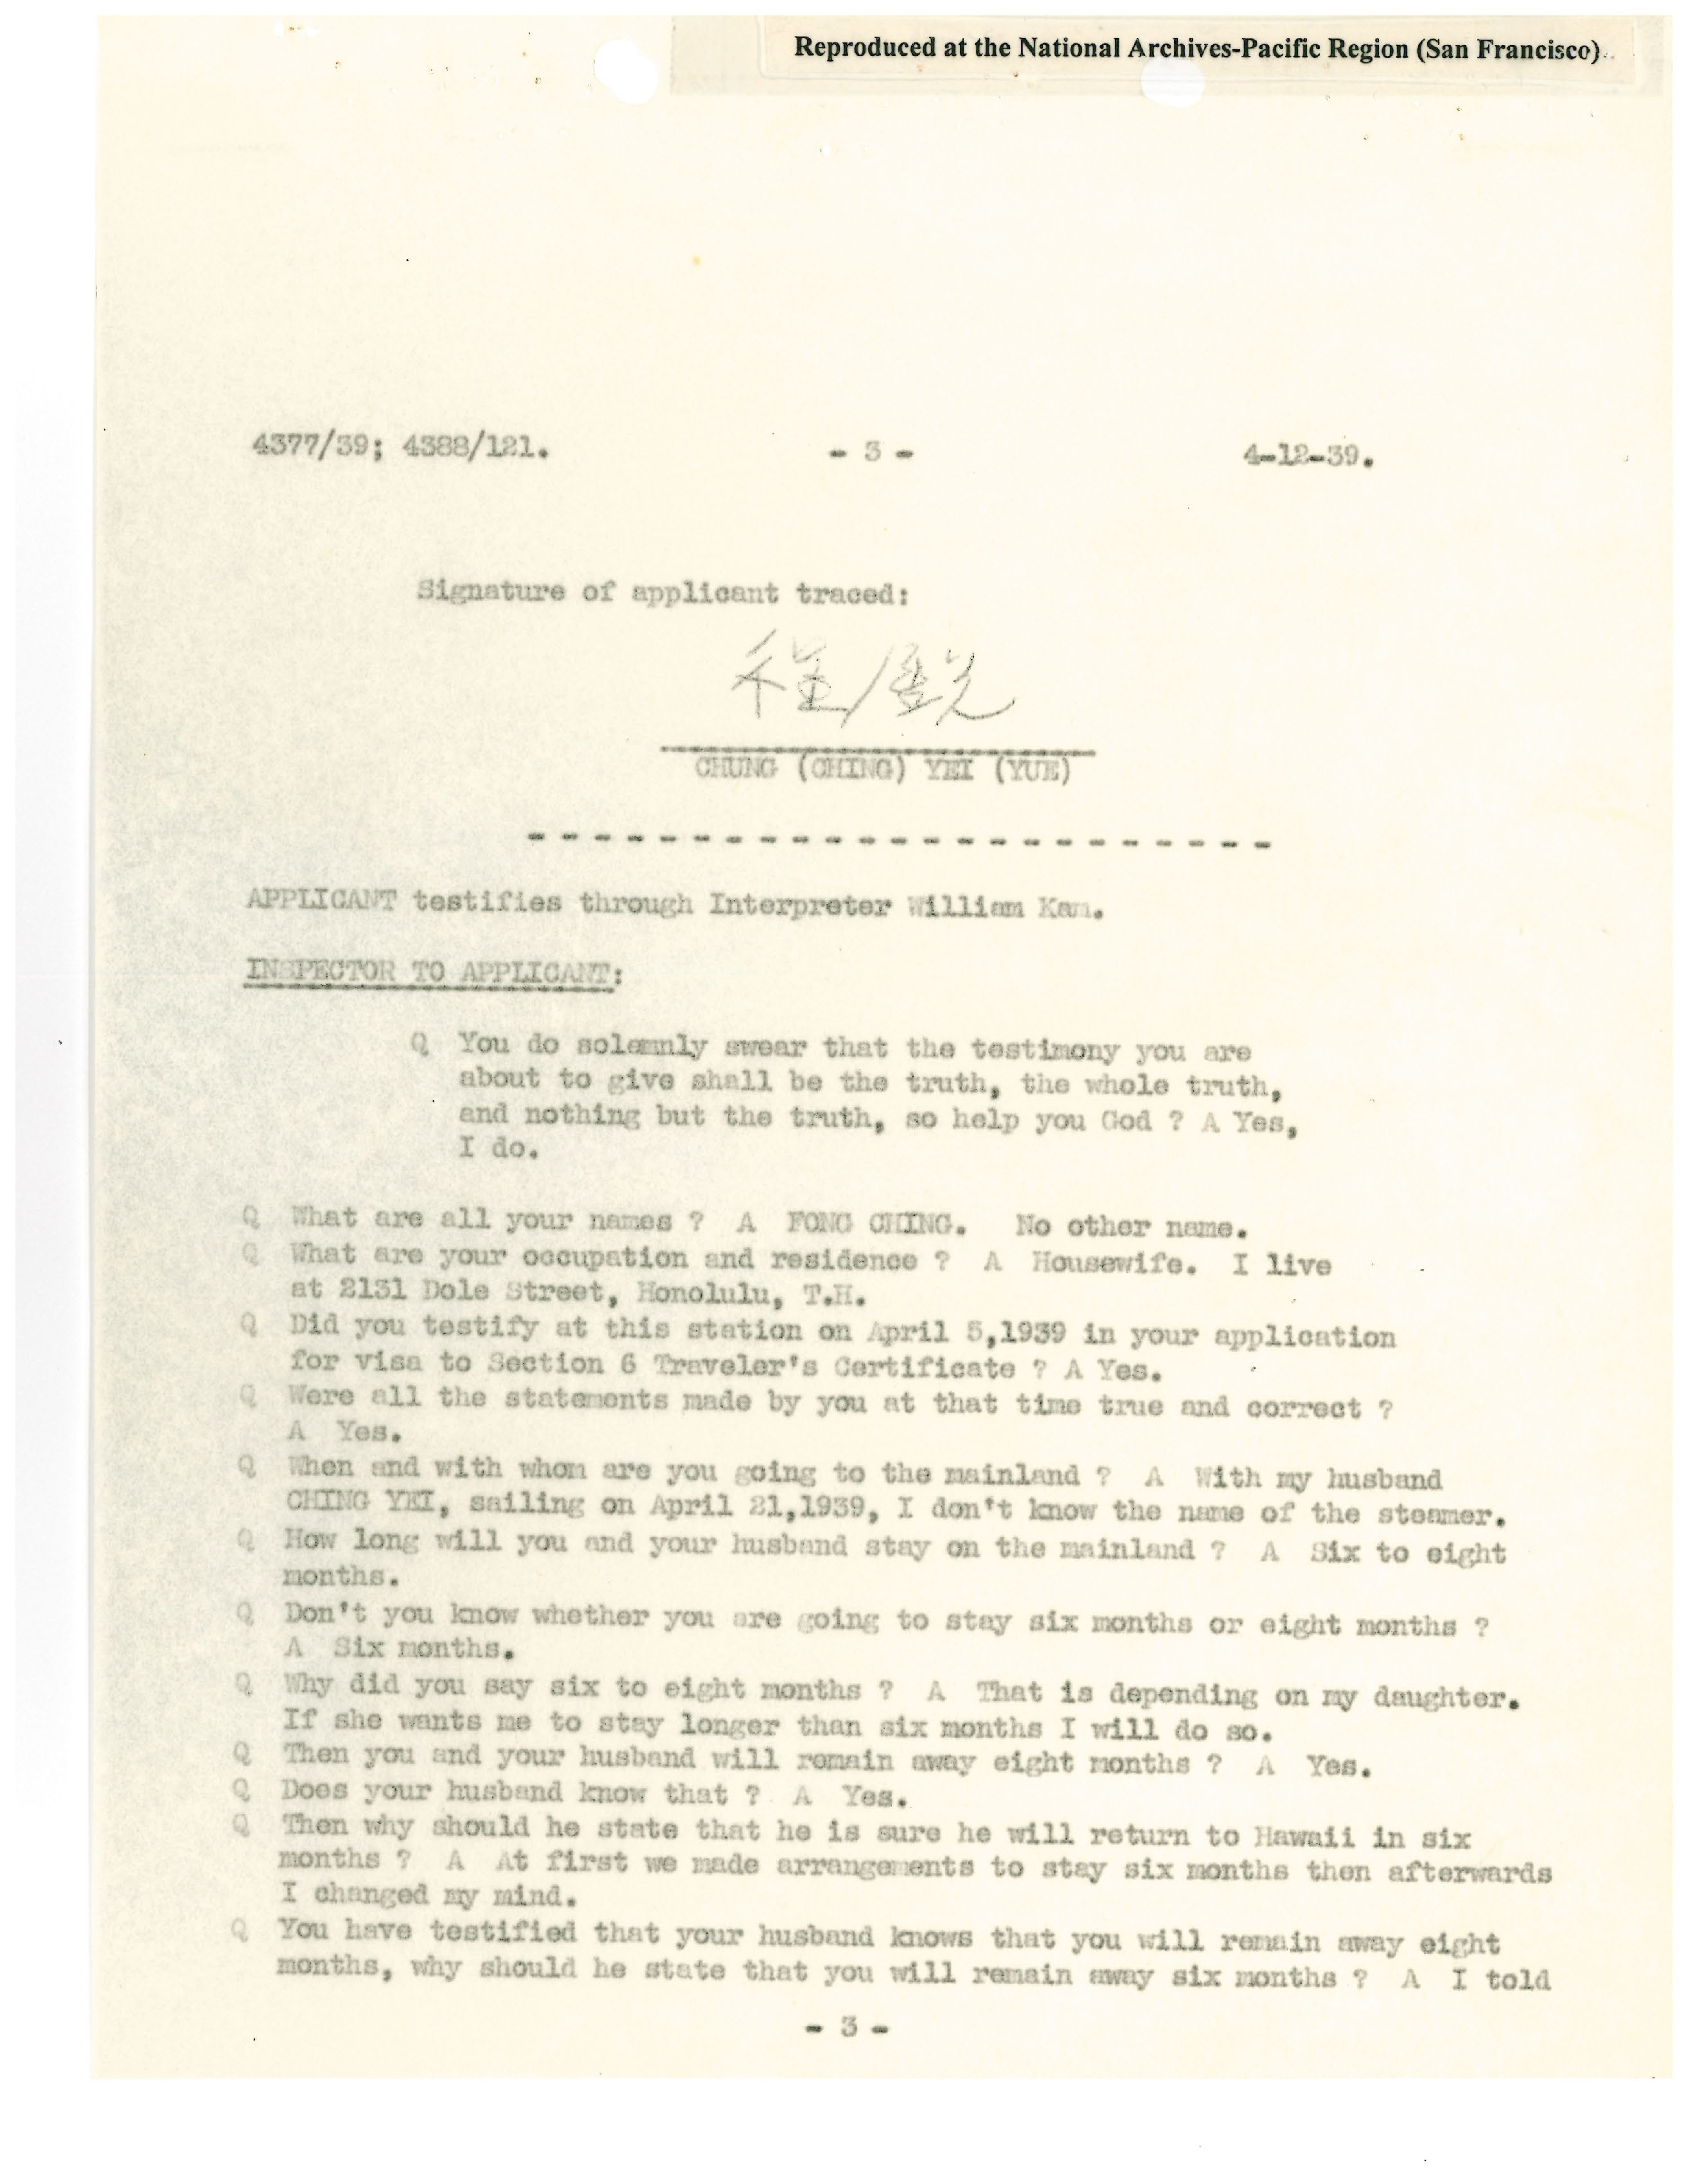 Reproduced at the National Archives-Pacific Region (San Francisco)
4377/39; 4388/121. - 3 - 4-12-39.
Signature of applicant traced:
程銳
CHUNG (CHING) YEI (YUE)
APPLICANT testifies through Interpreter William Kam.
INSPECTOR TO APPLICANT:
Q You do solemnly swear that the testimony you are
about to give shall be the truth, the whole truth,
and nothing but the truth, so help you God ? A Yes,
I do.
Q What are all your names ? A FONG CHING. No other name.
Q What are your occupation and residence ? A Housewife. I live
at 2131 Dole Street, Honolulu, T.H.
Q Did you testify at this station on April 5,1939 in your application
for visa to Section 6 Traveler's Certificate ? A Yes.
Q Were all the statements made by you at that time true and correct ?
A Yes.
Q When and with whom are you going to the mainland ? A With my husband
CHING YEI, sailing on April 21,1939, I don't know the name of the steamer.
Q How long will you and your husband stay on the mainland ? A Six to eight
months.
Q Don't you know whether you are going to stay six months or eight months ?
A Six months.
Q Why did you say six to eight months ? A That is depending on my daughter.
If she wants me to stay longer than six months I will do so.
Q Then you and your husband will remain away eight months ? A Yes.
Q Does your husband know that ? A Yes.
Q Then why should he state that he is sure he will return to Hawaii in six
months ? A At first we made arrangements to stay six months then afterwards
I changed my mind.
Q You have testified that your husband knows that you will remain away eight
months, why should he state that you will remain away six months ? A I told
- 3 -